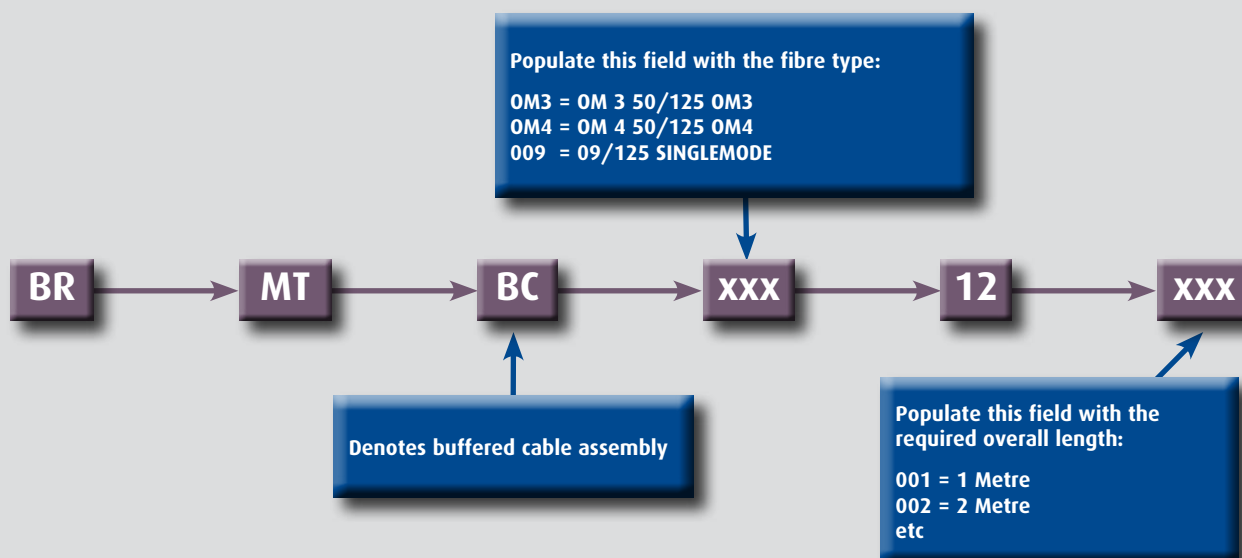 Populate this field with the fibre type:
OM3 = OM 3 50/125 OM3
OM4 = OM 4 50/125 OM4
009 = 09/125 SINGLEMODE
BR MT BC xxx 12 xxx
Denotes buffered cable assembly
Populate this field with the
required overall length:
001 = 1 Metre
002 = 2 Metre
etc